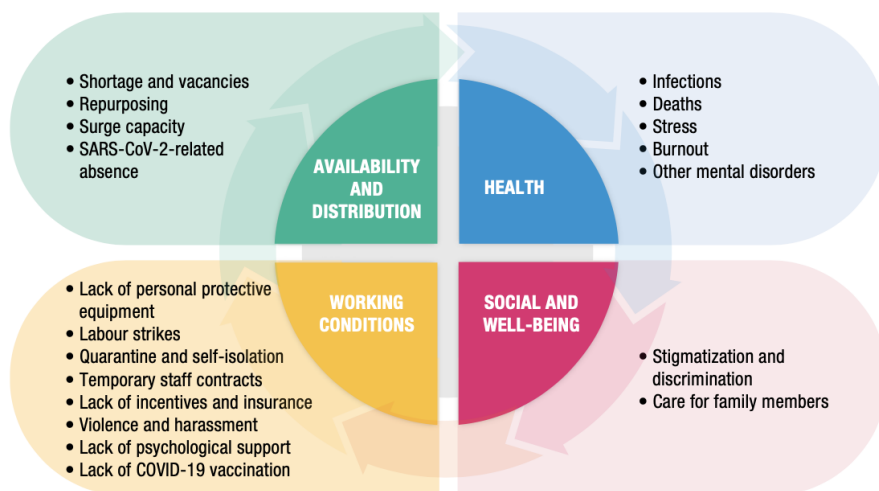 • Shortage and vacancies
• Repurposing
• Surge capacity
• SARS-CoV-2-related
absence
AVAILABILITY
AND
DISTRIBUTION
HEALTH
• Infections
• Deaths
• Stress
• Burnout
• Other mental disorders
• Lack of personal protective
equipment
• Labour strikes
• Quarantine and self-isolation
• Temporary staff contracts
• Lack of incentives and insurance
• Violence and harassment
• Lack of psychological support
• Lack of COVID-19 vaccination
WORKING
CONDITIONS
SOCIAL AND
WELL-BEING
• Stigmatization and
discrimination
• Care for family members